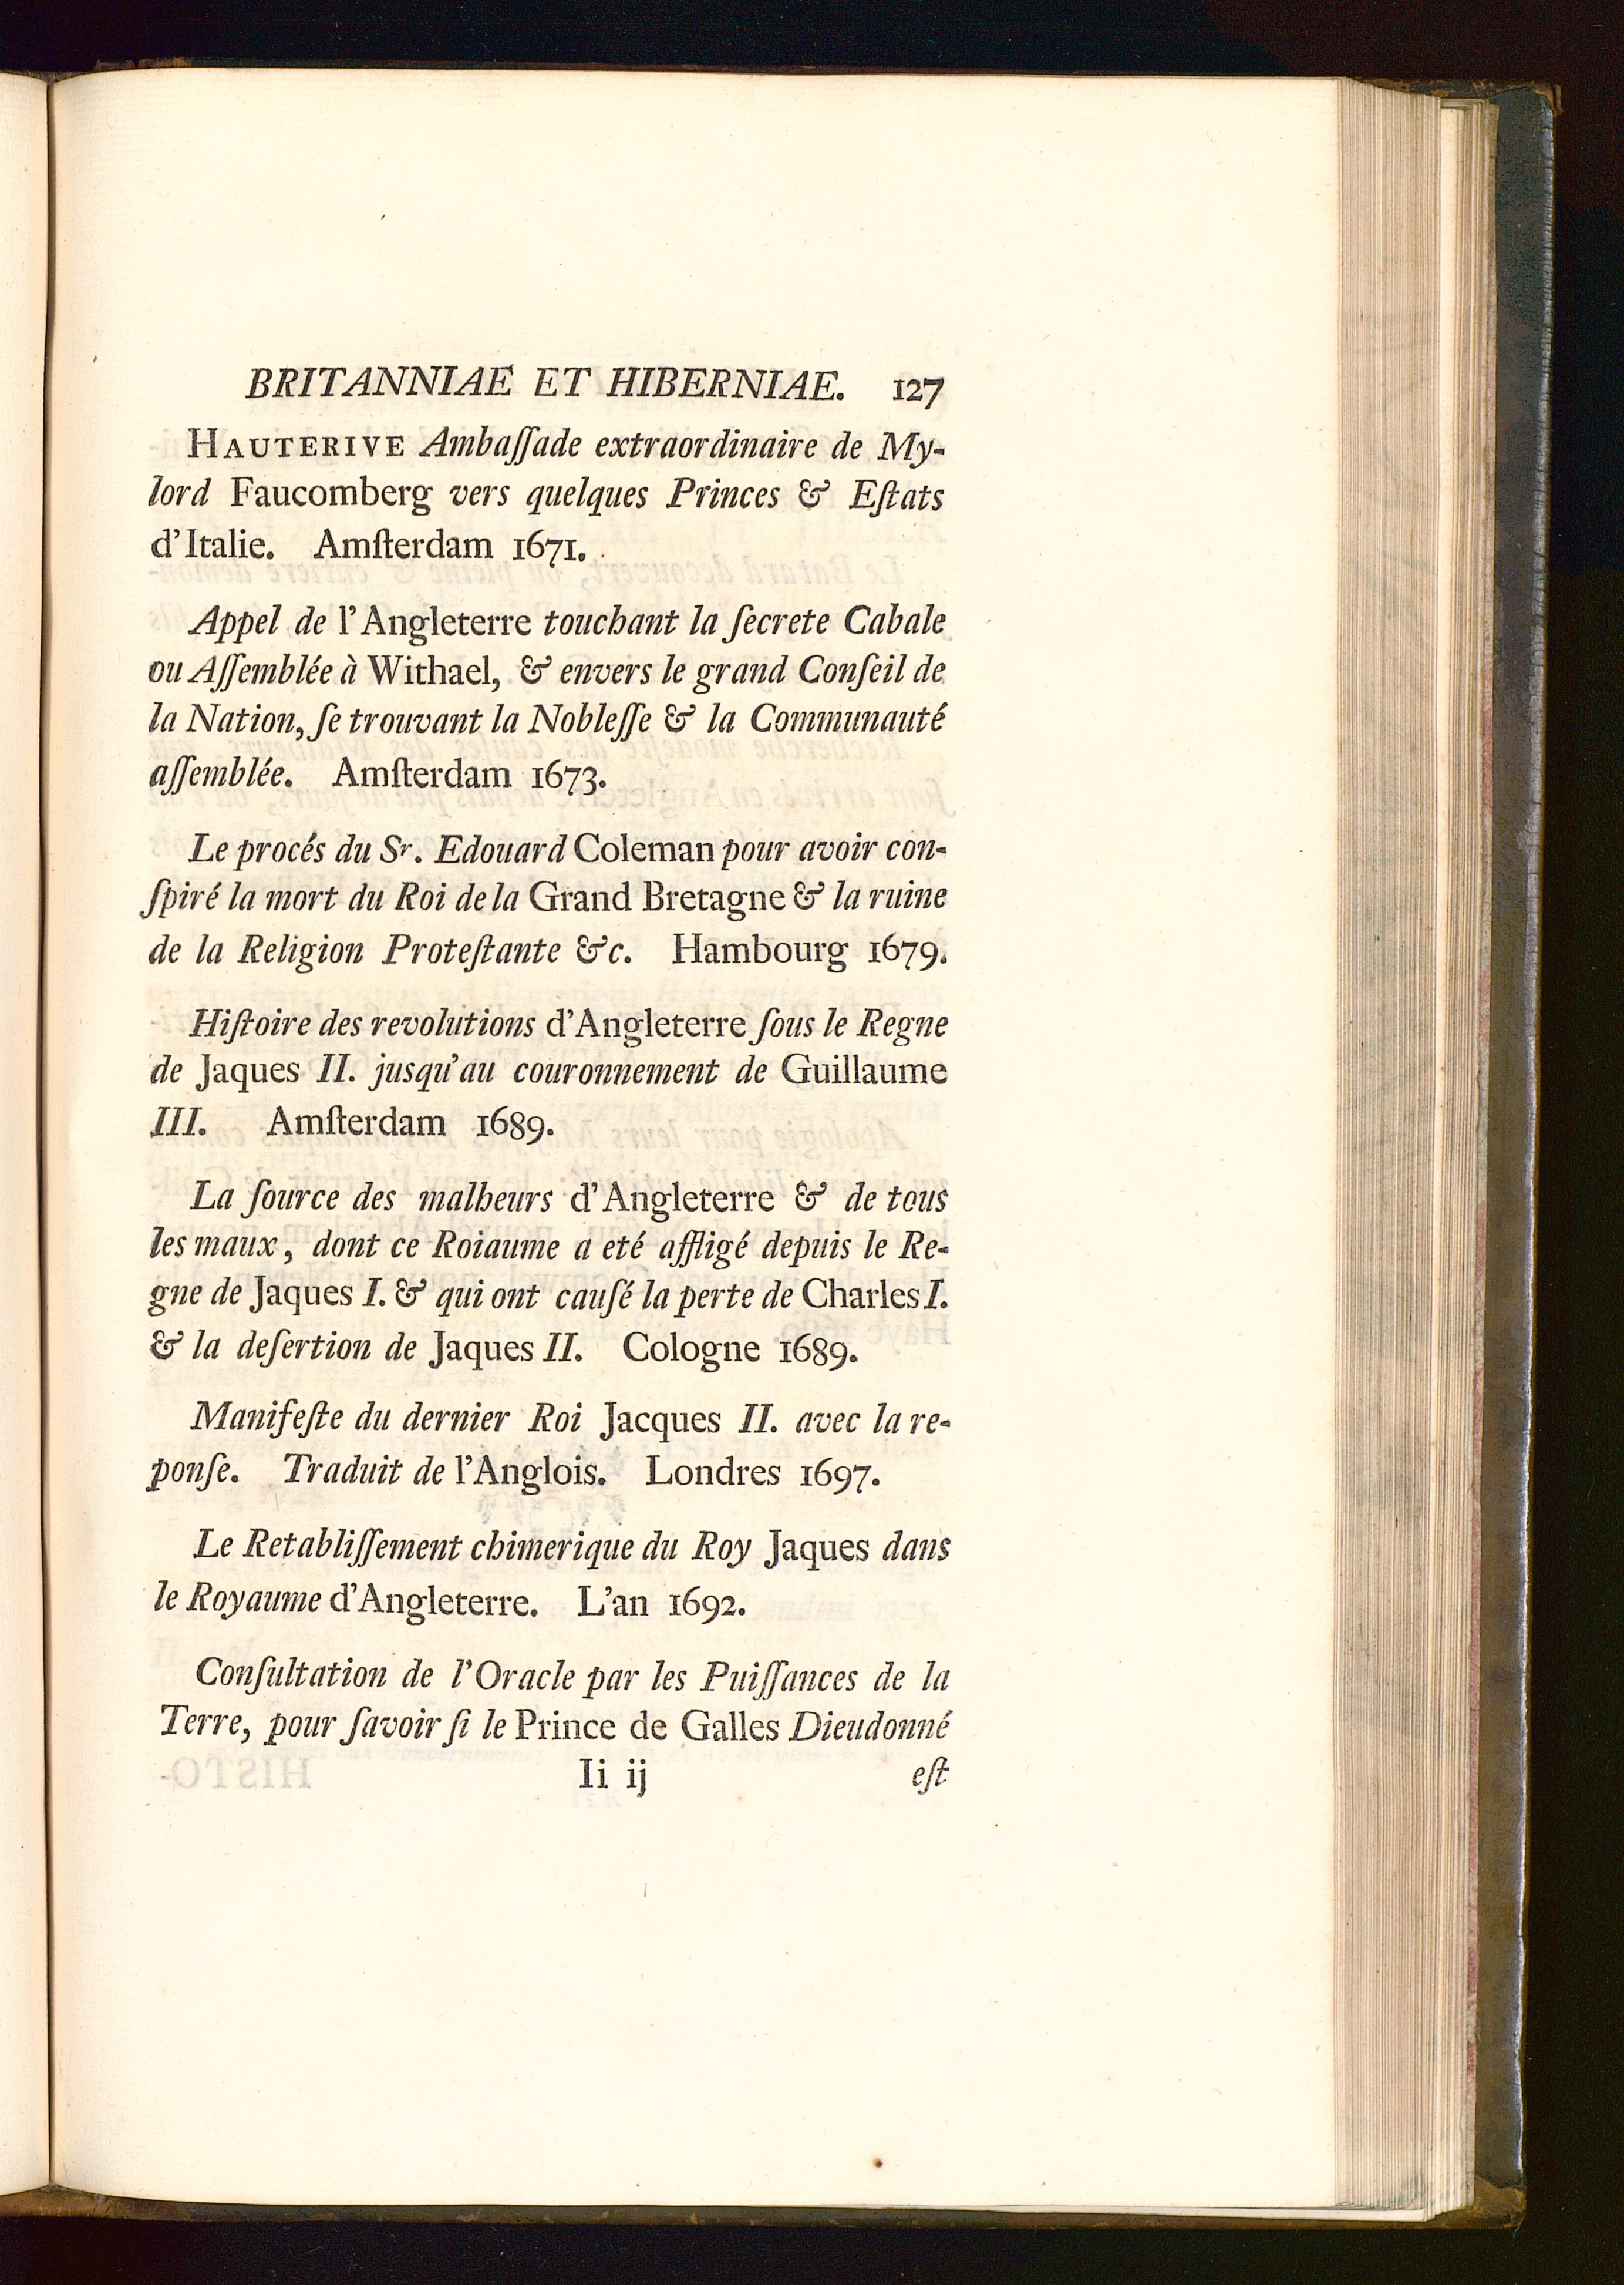 BRITANNIAE ET HIBERNIAE. 127
HAUTERIVE Ambaſſade extraordinaire de My-
lord Faucomberg vers quelques Princes & Eſtats
d'Italie. Amſterdam 1671.
Appel de l'Angleterre touchant la ſecrete Cabale
ou Aſſemblée à Withael, & envers le grand Conſeil de
la Nation, ſe trouvant la Nobleſſe & la Communauté
aſſemblée. Amſterdam 1673.
Le procés du Sr. Edouard Coleman pour avoir con-
ſpiré la mort du Roi de la Grand Bretagne & la ruine
de la Religion Proteſtante &c. Hambourg 1679.
Hiſtoire des revolutions d'Angleterre ſous le Regne
de Jaques II. jusqu'au couronnement de Guillaume
III. Amſterdam 1689.
La ſource des malheurs d'Angleterre & de tous
les maux, dont ce Roiaume a eté affligé depuis le Re-
gne de Jaques I. & qui ont cauſé la perte de Charles I.
& la deſertion de Jaques II. Cologne 1689.
Manifeſte du dernier Roi Jacques II. avec la re-
ponſe. Traduit de l'Anglois. Londres 1697.
Le Retabliſſement chimerique du Roy Jaques dans
le Royaume d'Angleterre. L'an 1692.
Conſultation de l'Oracle par les Puiſſances de la
Terre, pour ſavoir ſi le Prince de Galles Dieudonné
Ii ij eſt